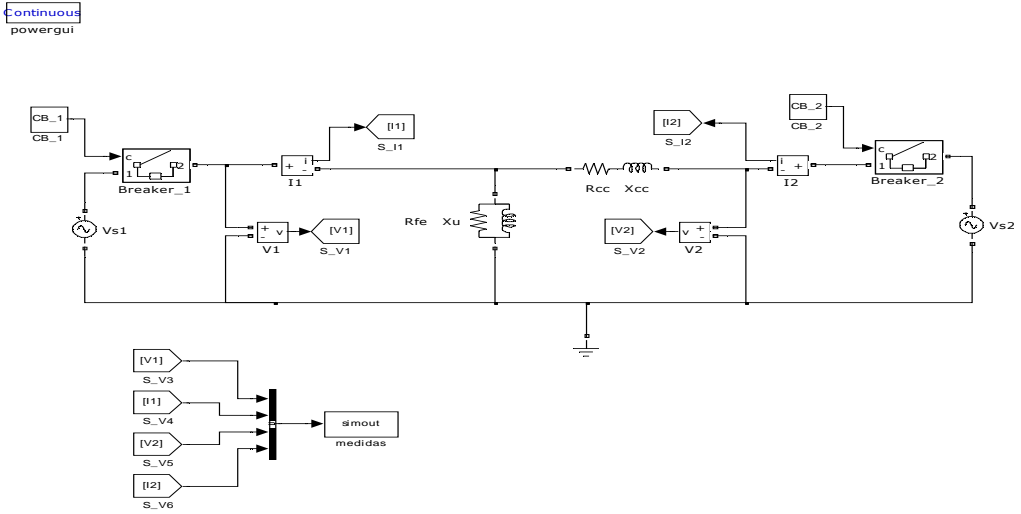 Continuous
powergui
CB_1
CB_1
c
1
2
Breaker_1
Vs1
+
i
-
I1
[I1]
S_I1
+
-
v
V1
[V1]
S_V1
Rfe Xu
Rcc Xcc
[I2]
S_I2
[V2]
S_V2
v
+
-
V2
i
-
+
I2
CB_2
CB_2
c
1
2
Breaker_2
+
Vs2
[V1]
S_V3
[I1]
S_V4
[V2]
S_V5
[I2]
S_V6
simout
medidas